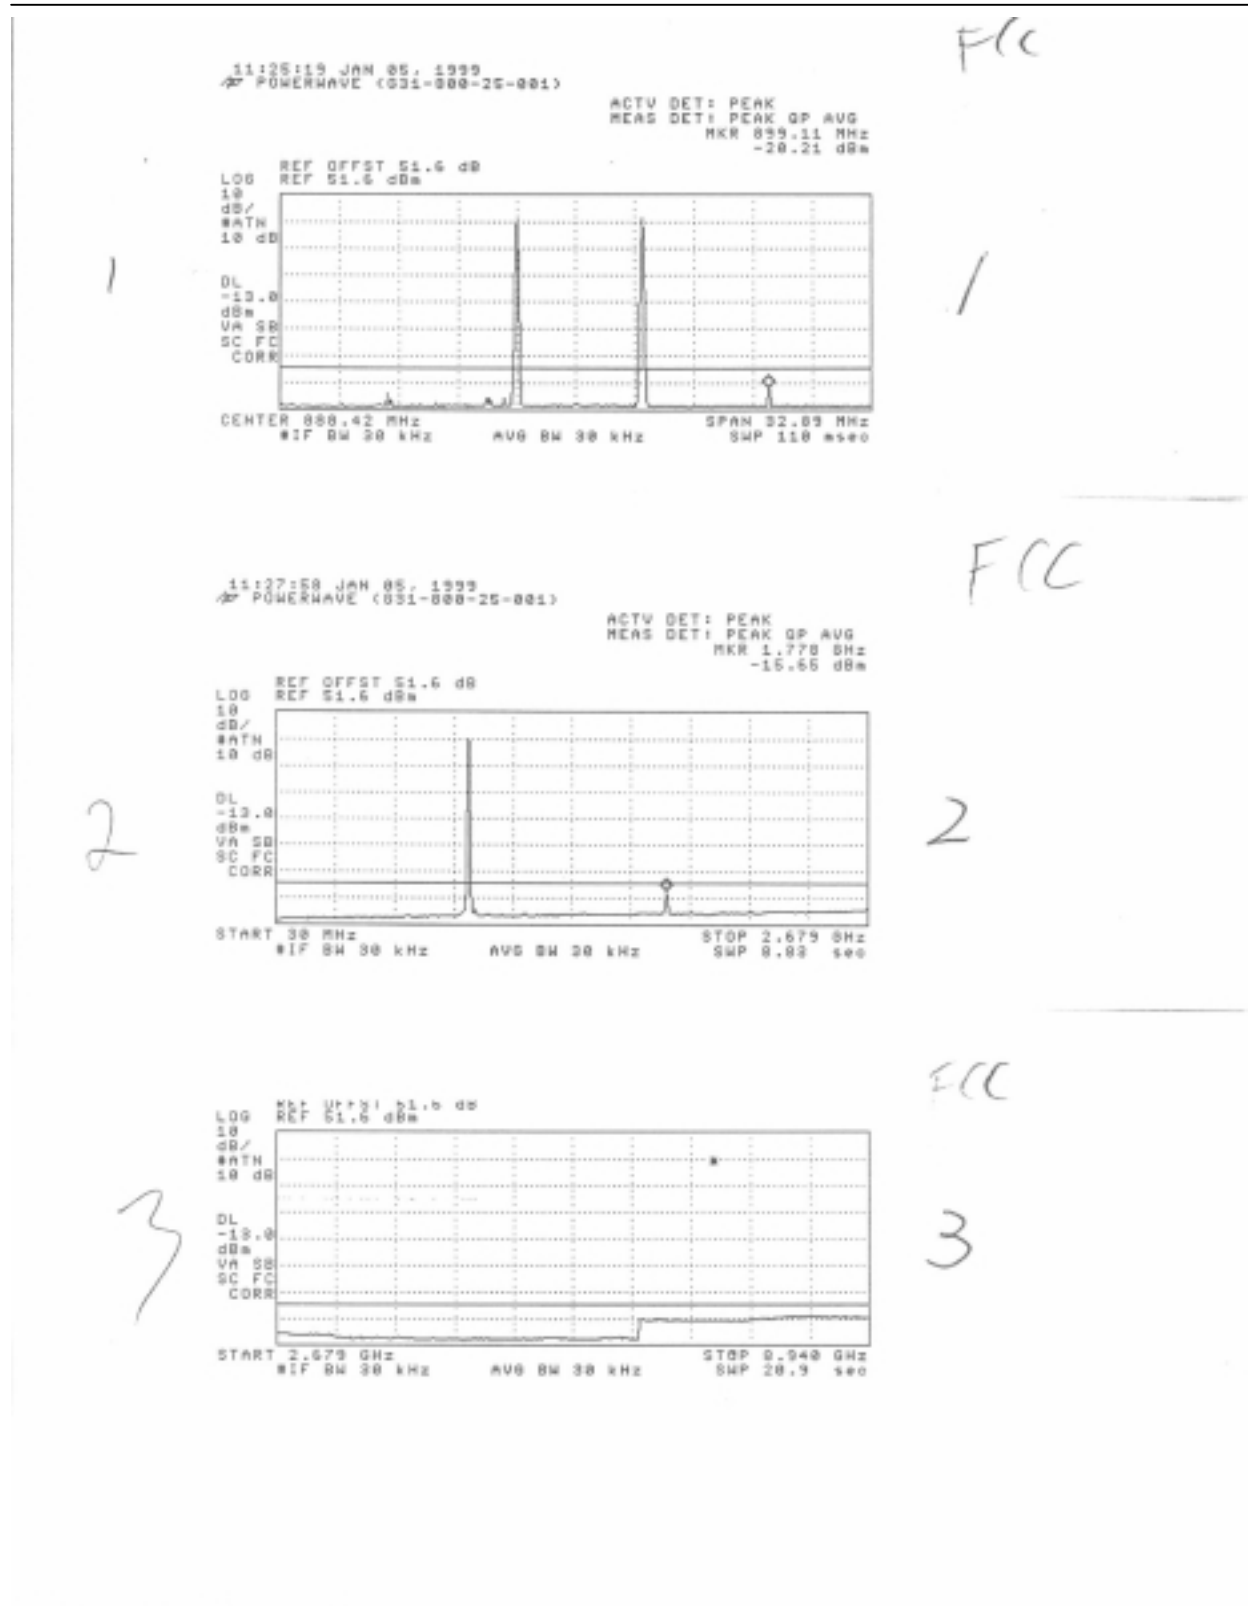 FCC
11:25:19 JAN 05, 1999
POWERWAVE (G31-800-25-001)
ACTV DET: PEAK
MEAS DET: PEAK QP AVG
MKR 899.11 MHz
-20.21 dBm
REF OFFST 51.6 dB
LOG REF 51.6 dBm
10
dB/
#ATN
10 dB
1
1
DL
-13.0
dBm
VA SB
SC FC
CORR
CENTER 888.42 MHz SPAN 32.89 MHz
#IF BW 30 kHz AVG BW 30 kHz SWP 110 msec
FCC
11:27:58 JAN 05, 1999
POWERWAVE (G31-800-25-001)
ACTV DET: PEAK
MEAS DET: PEAK QP AVG
MKR 1.778 GHz
-15.65 dBm
REF OFFST 51.6 dB
LOG REF 51.6 dBm
10
dB/
#ATN
10 dB
DL
-13.0
dBm
2
2
VA SB
SC FC
CORR
START 30 MHz STOP 2.679 GHz
#IF BW 30 kHz AVG BW 30 kHz SWP 8.83 sec
FCC
REF OFFST 51.6 dB
LOG REF 51.6 dBm
10
dB/
#ATN
10 dB
DL
-13.0
dBm
3
3
VA SB
SC FC
CORR
START 2.679 GHz STOP 8.940 GHz
#IF BW 30 kHz AVG BW 30 kHz SWP 20.9 sec